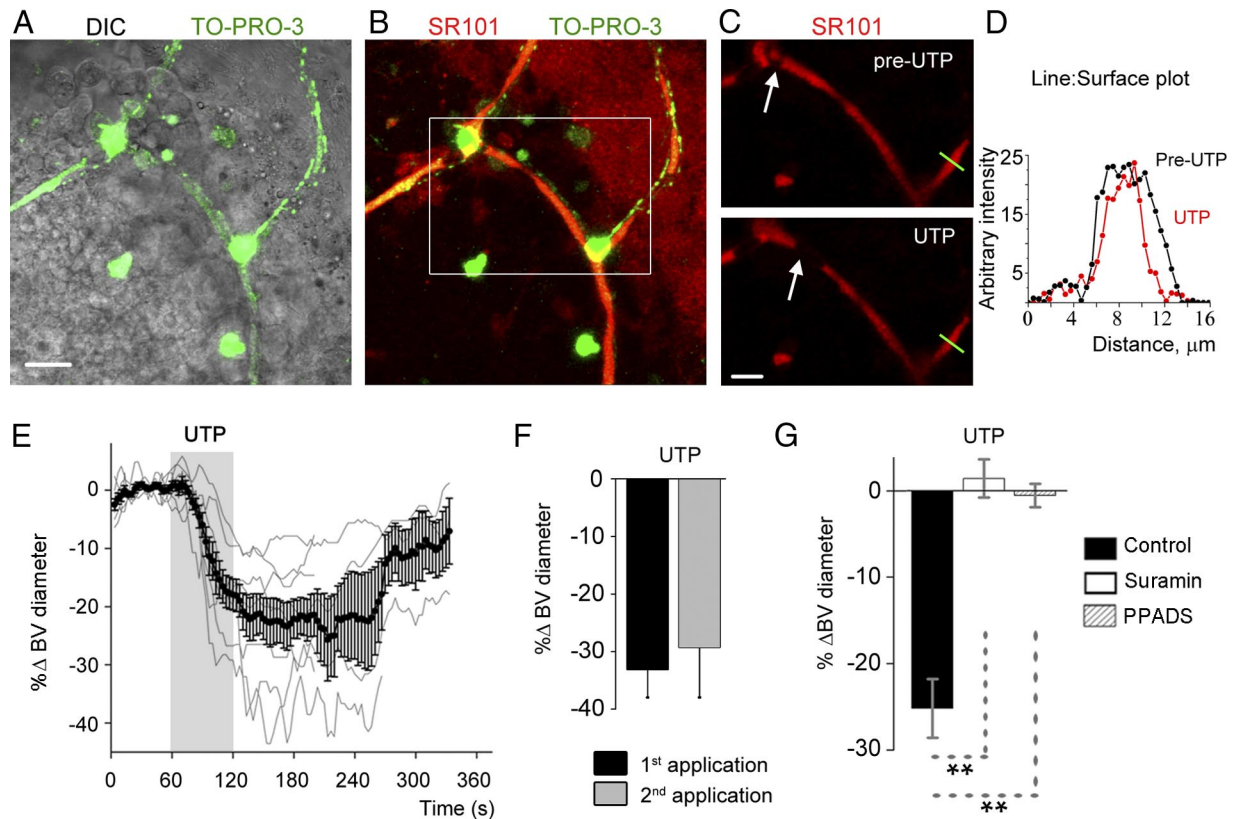 A DIC TO-PRO-3
B SR101 TO-PRO-3
C SR101
pre-UTP
UTP
D
Line:Surface plot
Arbitrary intensity
25
15
5
Pre-UTP
UTP
0 4 8 12 16
Distance, μm
E
UTP
%Δ BV diameter
0
-10
-20
-30
-40
0 60 120 180 240 300 360
Time (s)
F
UTP
%Δ BV diameter
0
-10
-20
-30
-40
1st application
2nd application
G
UTP
% ΔBV diameter
0
-10
-20
-30
**
**
Control
Suramin
PPADS